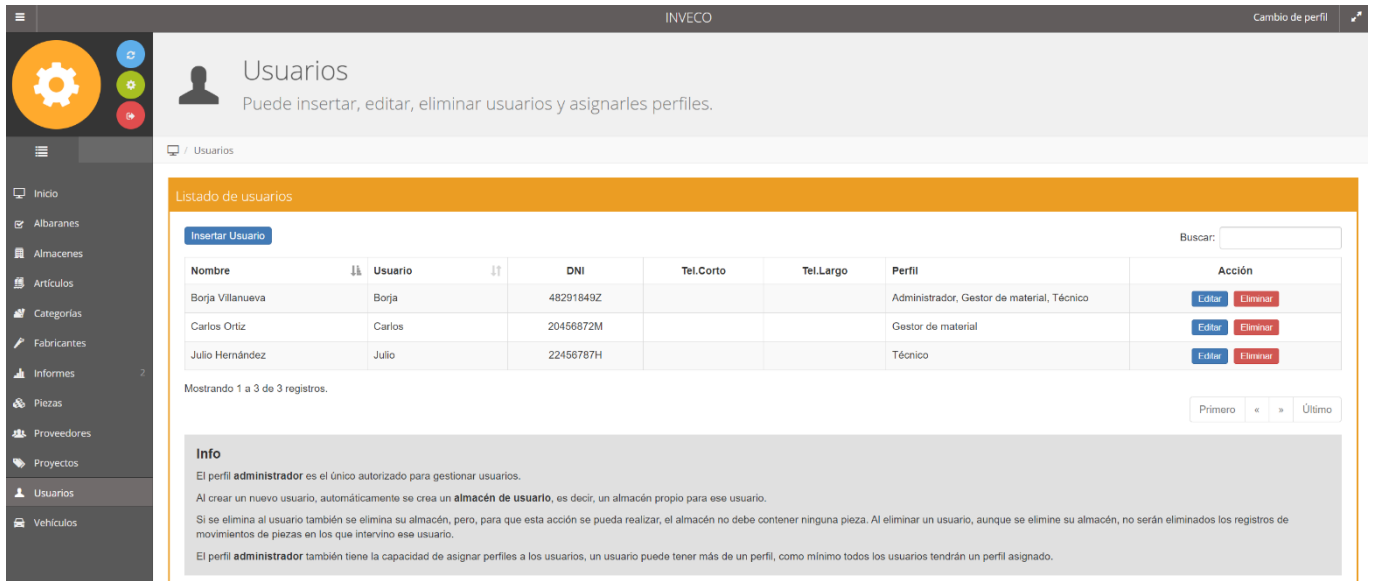 INVECO
Cambio de perfil
Usuarios
Puede insertar, editar, eliminar usuarios y asignarles perfiles.
/ Usuarios
Inicio
Albaranes
Almacenes
Artículos
Categorías
Fabricantes
Informes 2
Piezas
Proveedores
Proyectos
Usuarios
Vehículos
Listado de usuarios
Insertar Usuario
Buscar:
Nombre Usuario DNI Tel.Corto Tel.Largo Perfil Acción
Borja Villanueva Borja 48291849Z Administrador, Gestor de material, Técnico Editar Eliminar
Carlos Ortiz Carlos 20456872M Gestor de material Editar Eliminar
Julio Hernández Julio 22456787H Técnico Editar Eliminar
Mostrando 1 a 3 de 3 registros.
Primero « » Último
Info
El perfil administrador es el único autorizado para gestionar usuarios.
Al crear un nuevo usuario, automáticamente se crea un almacén de usuario, es decir, un almacén propio para ese usuario.
Si se elimina al usuario también se elimina su almacén, pero, para que esta acción se pueda realizar, el almacén no debe contener ninguna pieza. Al eliminar un usuario, aunque se elimine su almacén, no serán eliminados los registros de
movimientos de piezas en los que intervino ese usuario.
El perfil administrador también tiene la capacidad de asignar perfiles a los usuarios, un usuario puede tener más de un perfil, como mínimo todos los usuarios tendrán un perfil asignado.